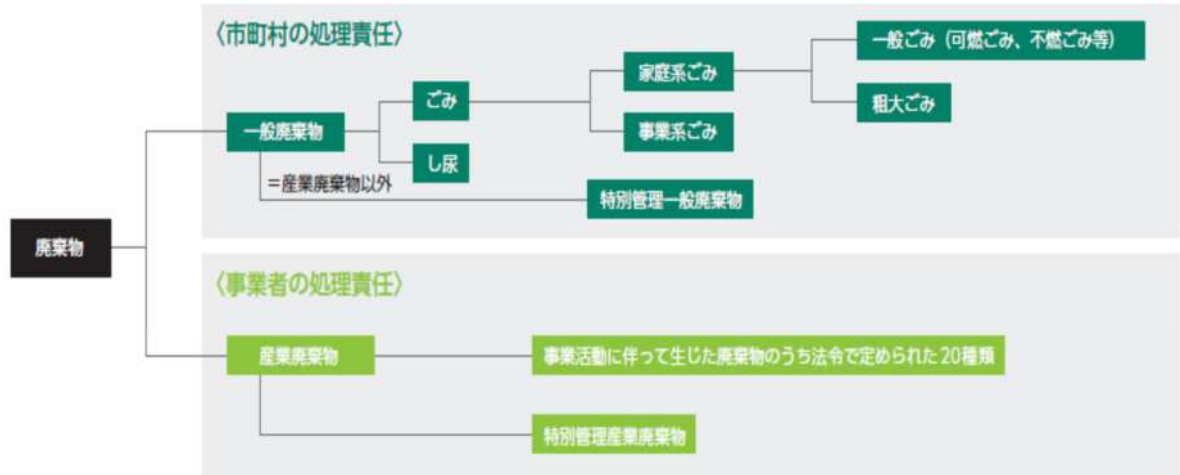 〈市町村の処理責任〉
一般ごみ（可燃ごみ、不燃ごみ等）
家庭系ごみ
ごみ
粗大ごみ
一般廃棄物
事業系ごみ
し尿
＝産業廃棄物以外
特別管理一般廃棄物
廃棄物
〈事業者の処理責任〉
産業廃棄物
事業活動に伴って生じた廃棄物のうち法令で定められた20種類
特別管理産業廃棄物